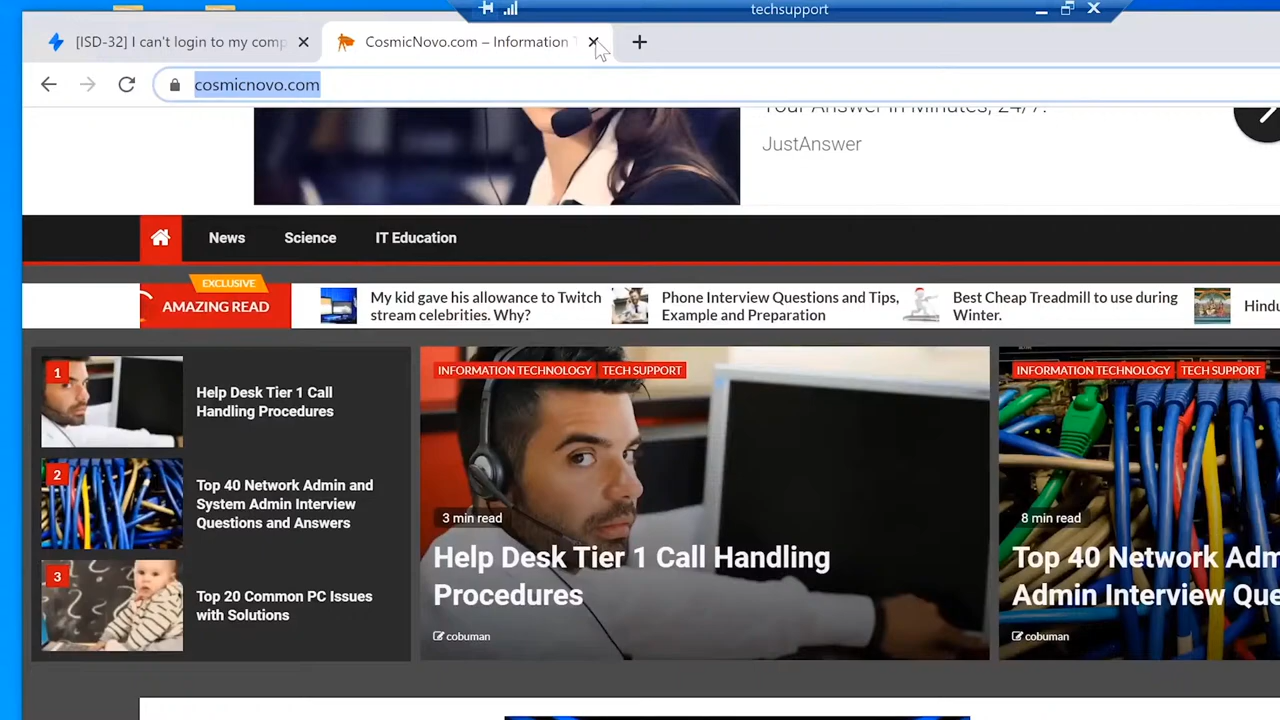 techsupport
[ISD-32] I can't login to my comp
CosmicNovo.com – Information
cosmicnovo.com
Your Answer in Minutes, 24/7!
JustAnswer
News
Science
IT Education
EXCLUSIVE
AMAZING READ
My kid gave his allowance to Twitch
stream celebrities. Why?
Phone Interview Questions and Tips,
Example and Preparation
Best Cheap Treadmill to use during
Winter.
Hindu
1
Help Desk Tier 1 Call
Handling Procedures
2
Top 40 Network Admin and
System Admin Interview
Questions and Answers
3
Top 20 Common PC Issues
with Solutions
INFORMATION TECHNOLOGY
TECH SUPPORT
3 min read
Help Desk Tier 1 Call Handling
Procedures
cobuman
INFORMATION TECHNOLOGY
TECH SUPPORT
8 min read
Top 40 Network Adm
Admin Interview Que
cobuman